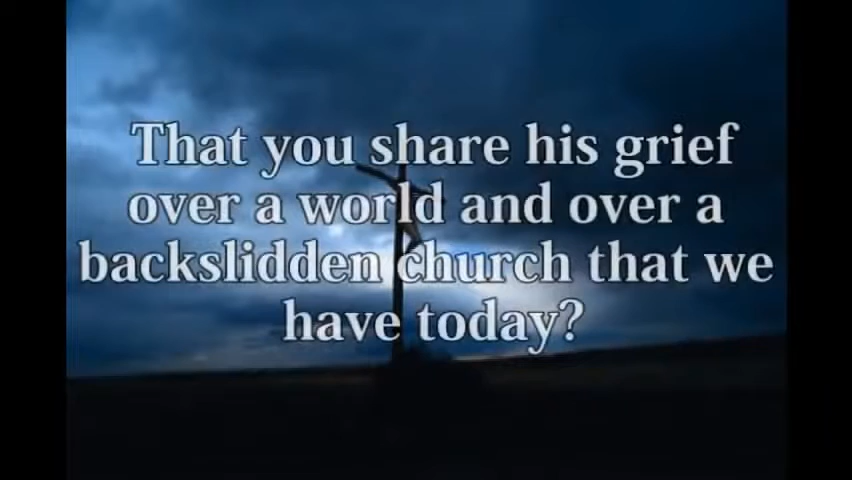 That you share his grief
over a world and over a
backslidden church that we
have today?